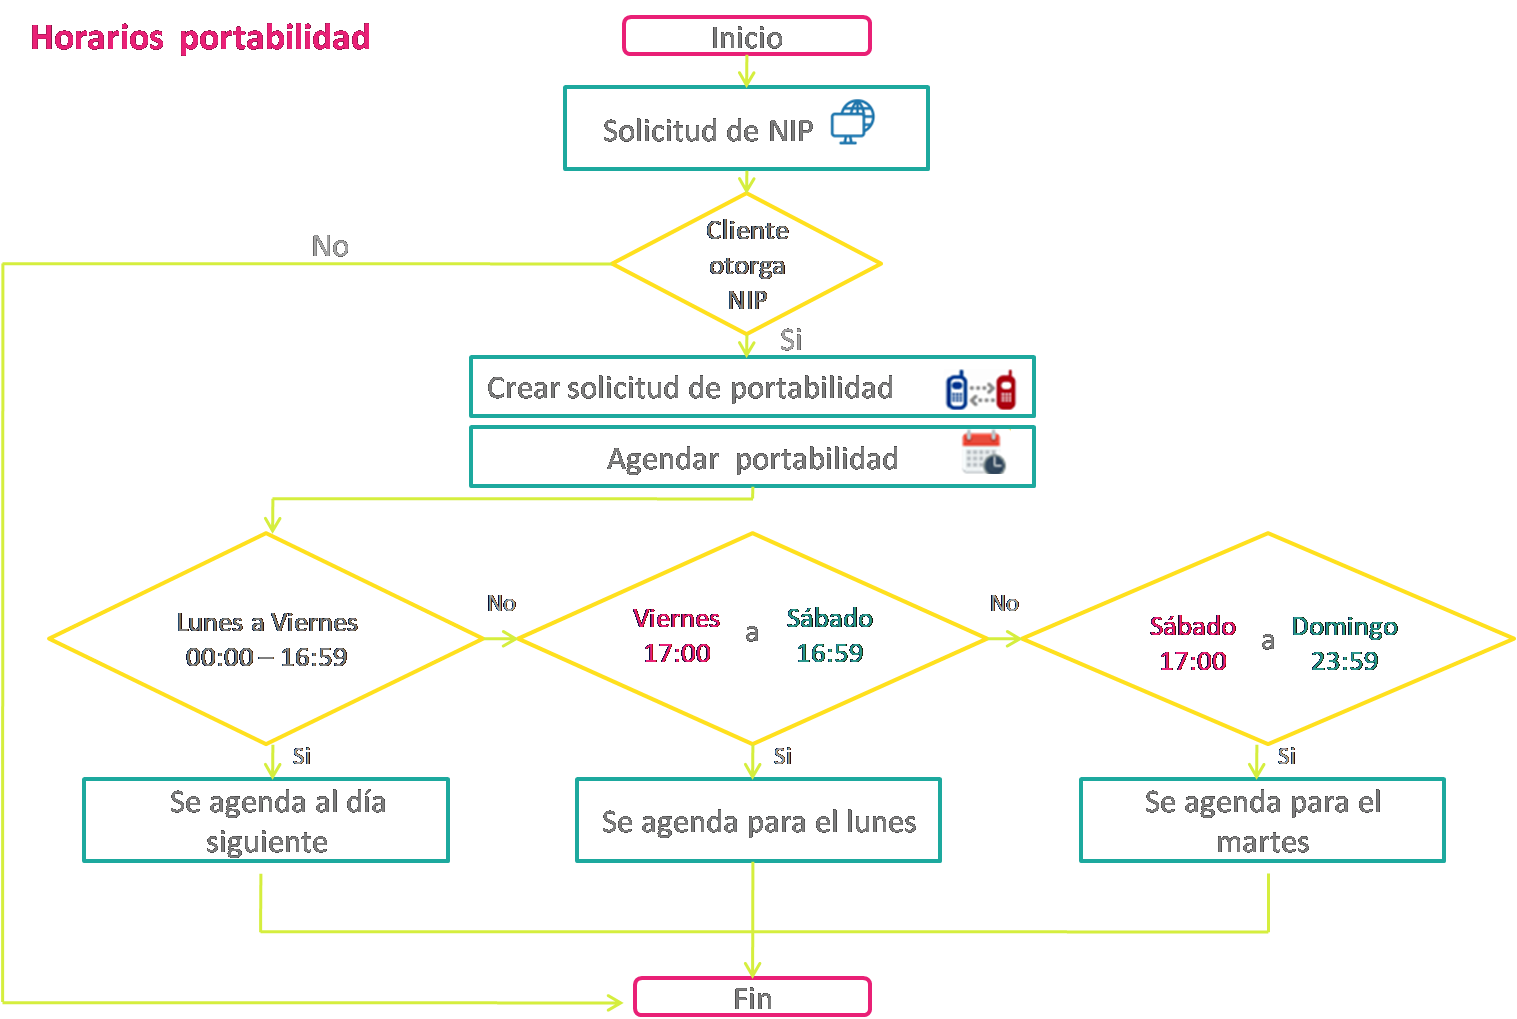 Horarios portabilidad
Inicio
Solicitud de NIP
Cliente
otorga
NIP
No
Si
Crear solicitud de portabilidad
Agendar portabilidad
Lunes a Viernes
00:00 – 16:59
No
Viernes
17:00
a
Sábado
16:59
No
Sábado
17:00
a
Domingo
23:59
Si
Si
Si
Se agenda al día
siguiente
Se agenda para el lunes
Se agenda para el
martes
Fin